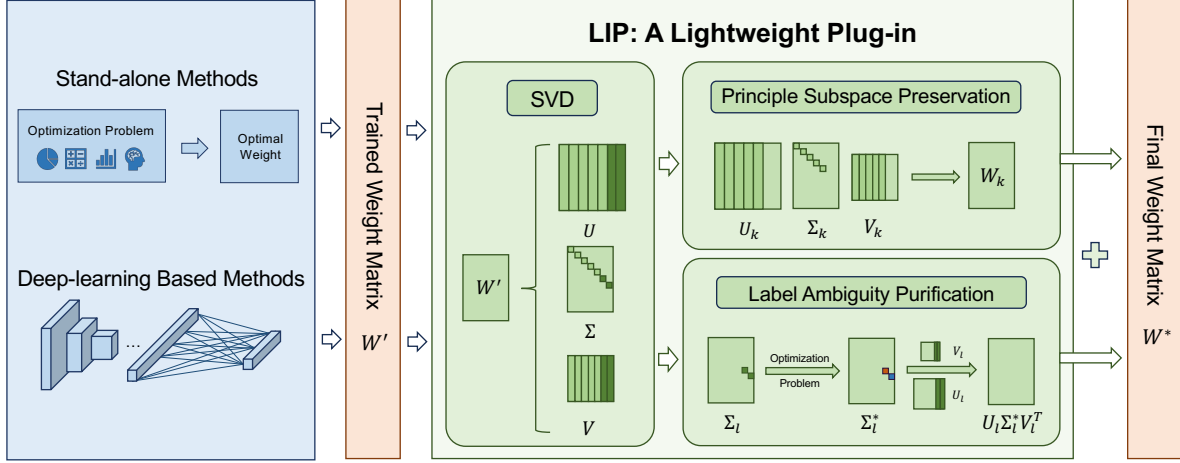 Stand-alone Methods
Optimization Problem
Optimal
Weight
Deep-learning Based Methods
...
Trained Weight Matrix
W'
LIP: A Lightweight Plug-in
SVD
W'
U
Σ
V
Principle Subspace Preservation
U_k
Σ_k
V_k
W_k
Label Ambiguity Purification
Σ_l
Optimization
Problem
Σ_l^*
V_l
U_l
U_lΣ_l^*V_l^T
Final Weight Matrix
W^*